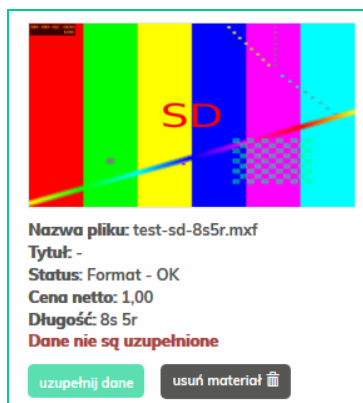 SD
Nazwa pliku: test-sd-8s5r.mxf
Tytuł: -
Status: Format - OK
Cena netto: 1,00
Długość: 8s 5r
Dane nie są uzupełnione
uzupełnij dane
usuń materiał